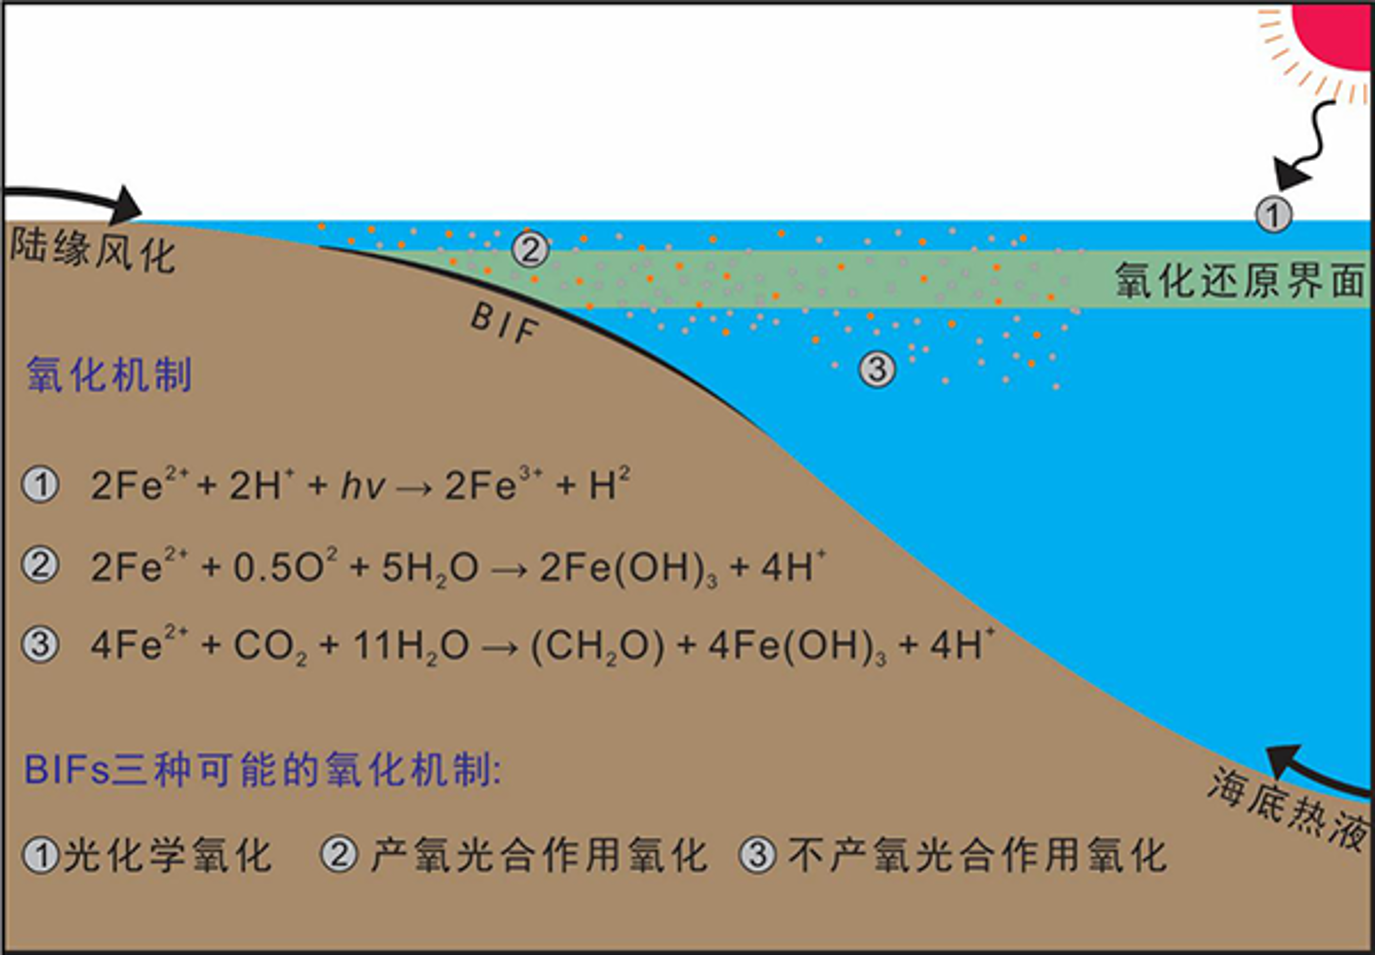 ①
陆缘风化
②
氧化还原界面
BIF
③
氧化机制
① 2Fe²⁺ + 2H⁺ + hv → 2Fe³⁺ + H²
② 2Fe²⁺ + 0.5O² + 5H₂O → 2Fe(OH)₃ + 4H⁺
③ 4Fe²⁺ + CO₂ + 11H₂O → (CH₂O) + 4Fe(OH)₃ + 4H⁺
BIFs三种可能的氧化机制:
海底热液
①光化学氧化 ②产氧光合作用氧化 ③不产氧光合作用氧化